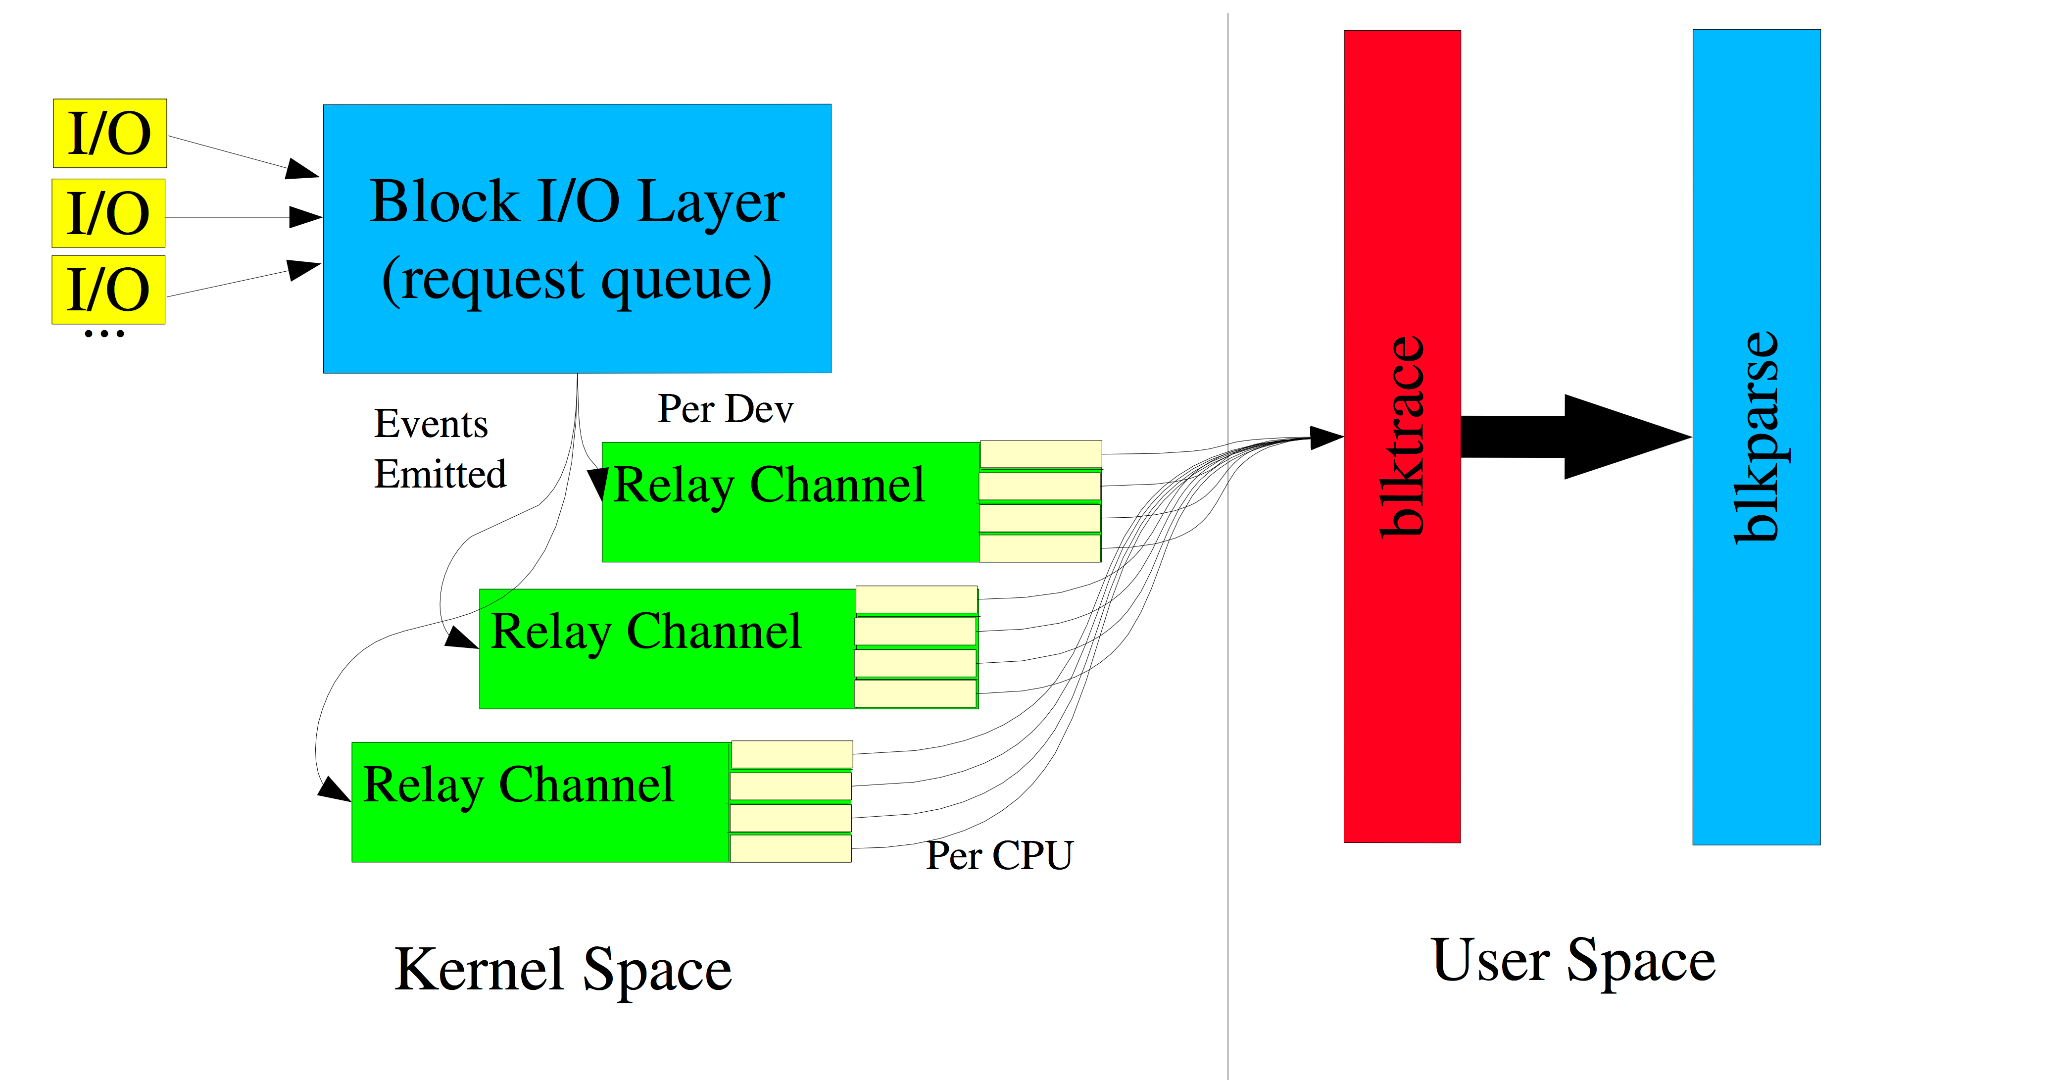 I/O
I/O
I/O
...
Block I/O Layer
(request queue)
Events
Emitted
Per Dev
Relay Channel
Relay Channel
Relay Channel
Per CPU
Kernel Space
blktrace
blkparse
User Space